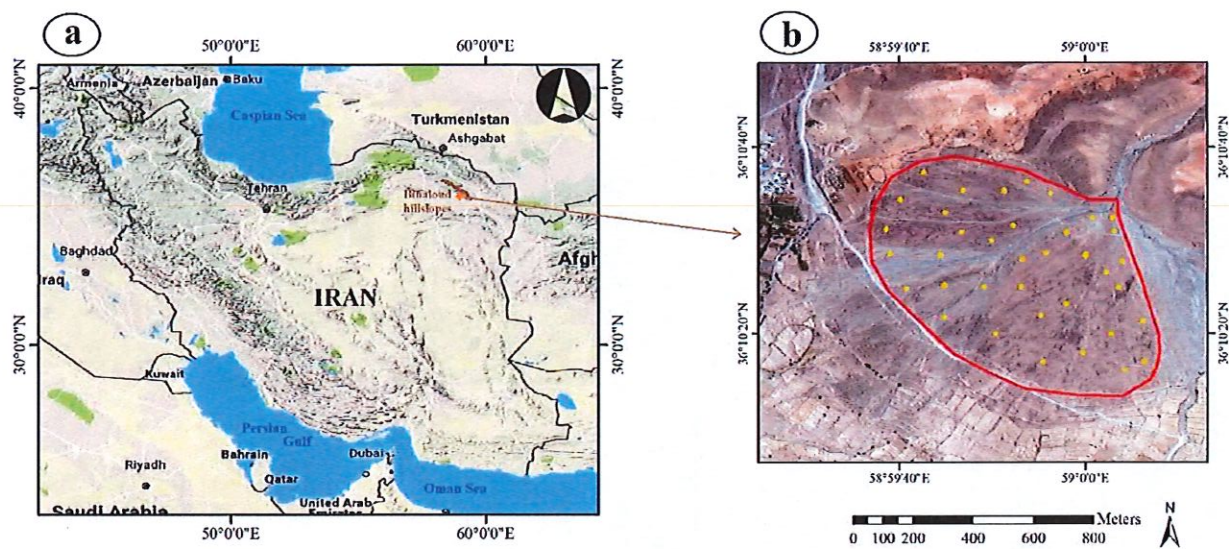 a
50°0'0"E
60°0'0"E
40°0'0"N
40°0'0"N
Armenia
Azerbaijan
Baku
Caspian Sea
Turkmenistan
Ashgabat
Tehran
Binaloud
hillslopes
Baghdad
Iraq
Afgh
IRAN
30°0'0"N
30°0'0"N
Kuwait
Persian
Gulf
Bahrain
Dubai
Riyadh
Qatar
Oman Sea
United Arab
Emirates
Saudi Arabia
50°0'0"E
60°0'0"E
b
58°59'40"E
59°0'0"E
36°10'40"N
36°10'40"N
36°10'20"N
36°10'20"N
58°59'40"E
59°0'0"E
Meters
0 100 200 400 600 800
N